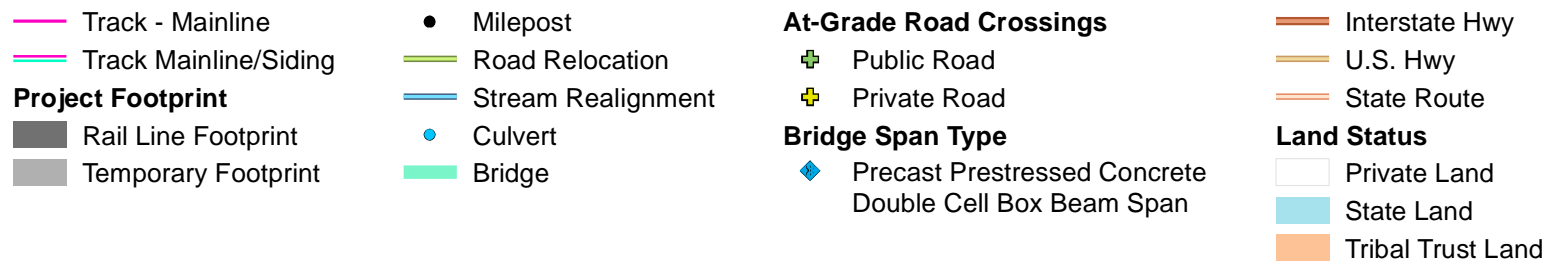 Track - Mainline
Track Mainline/Siding
Project Footprint
Rail Line Footprint
Temporary Footprint
Milepost
Road Relocation
Stream Realignment
Culvert
Bridge
At-Grade Road Crossings
Public Road
Private Road
Bridge Span Type
Precast Prestressed Concrete
Double Cell Box Beam Span
Interstate Hwy
U.S. Hwy
State Route
Land Status
Private Land
State Land
Tribal Trust Land